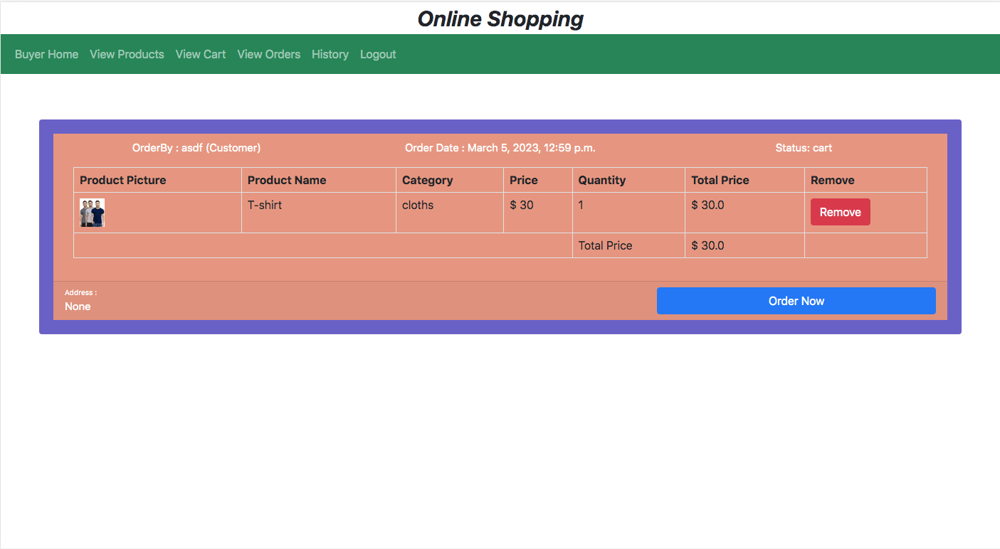 Online Shopping
Buyer Home View Products View Cart View Orders History Logout
OrderBy : asdf (Customer) Order Date : March 5, 2023, 12:59 p.m. Status: cart
Product Picture Product Name Category Price Quantity Total Price Remove
T-shirt cloths $ 30 1 $ 30.0 Remove
Total Price $ 30.0
Address :
None
Order Now